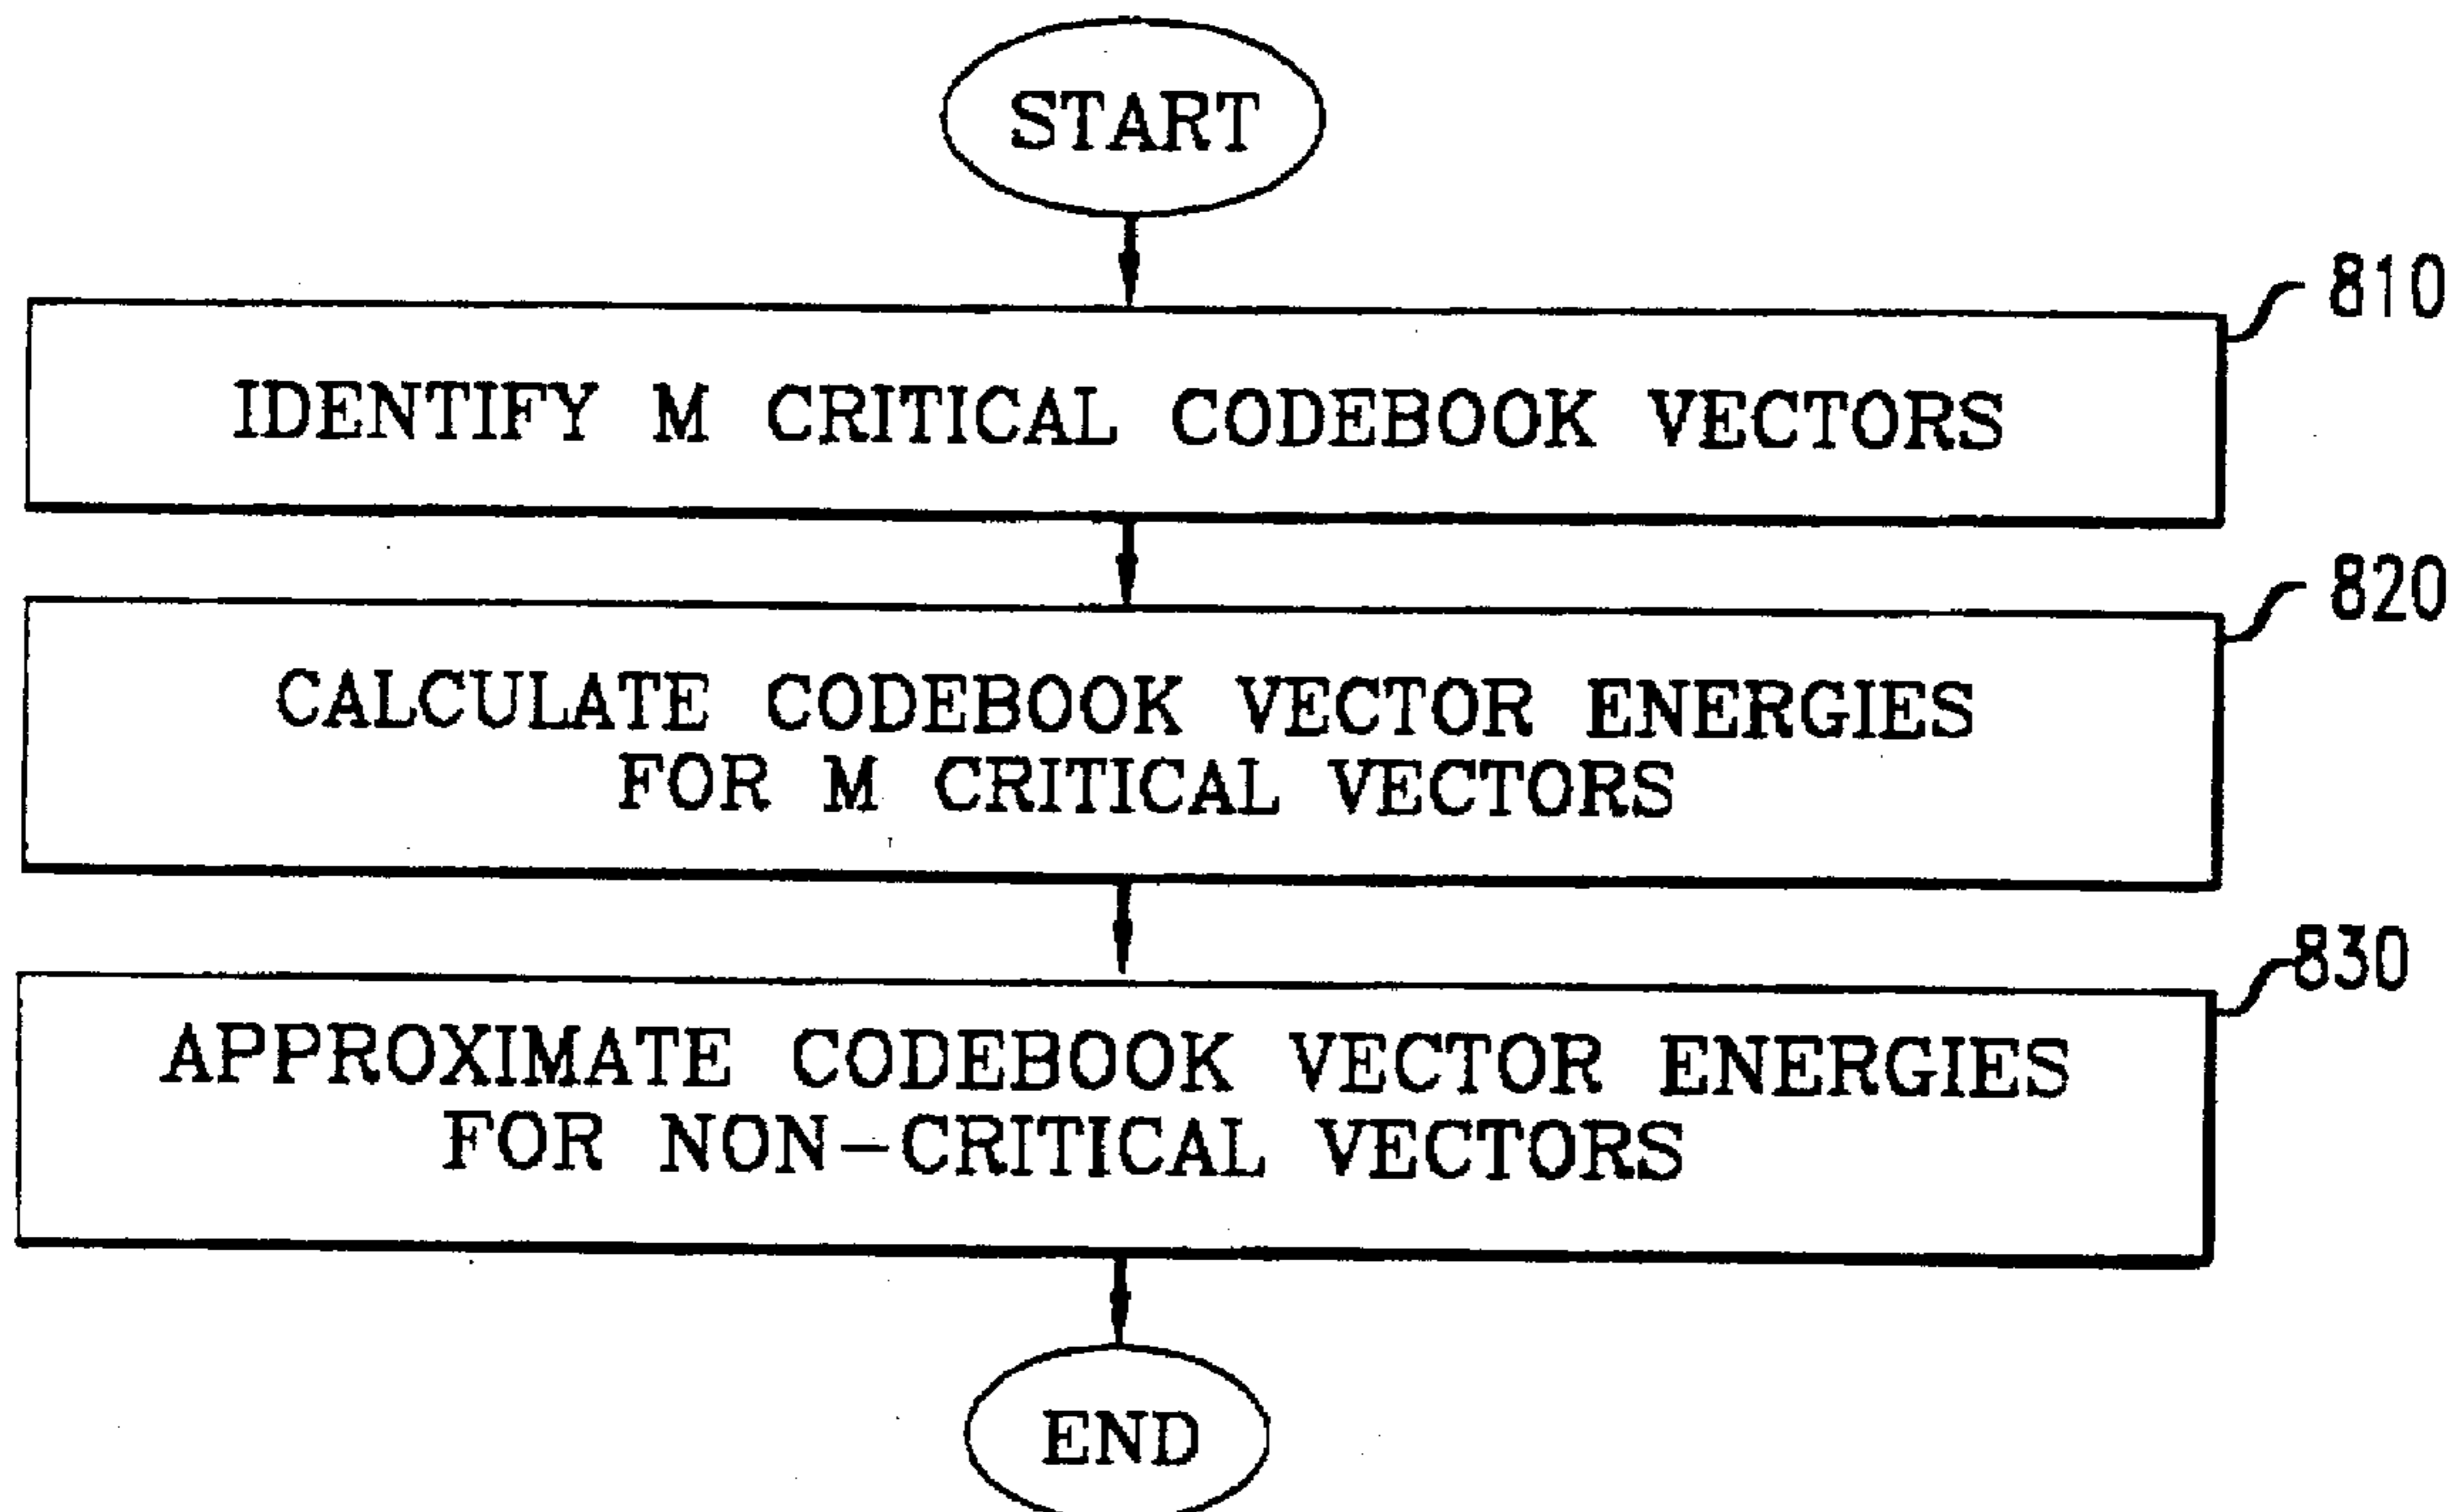 START
810
IDENTIFY M CRITICAL CODEBOOK VECTORS
820
CALCULATE CODEBOOK VECTOR ENERGIES
FOR M CRITICAL VECTORS
830
APPROXIMATE CODEBOOK VECTOR ENERGIES
FOR NON-CRITICAL VECTORS
END